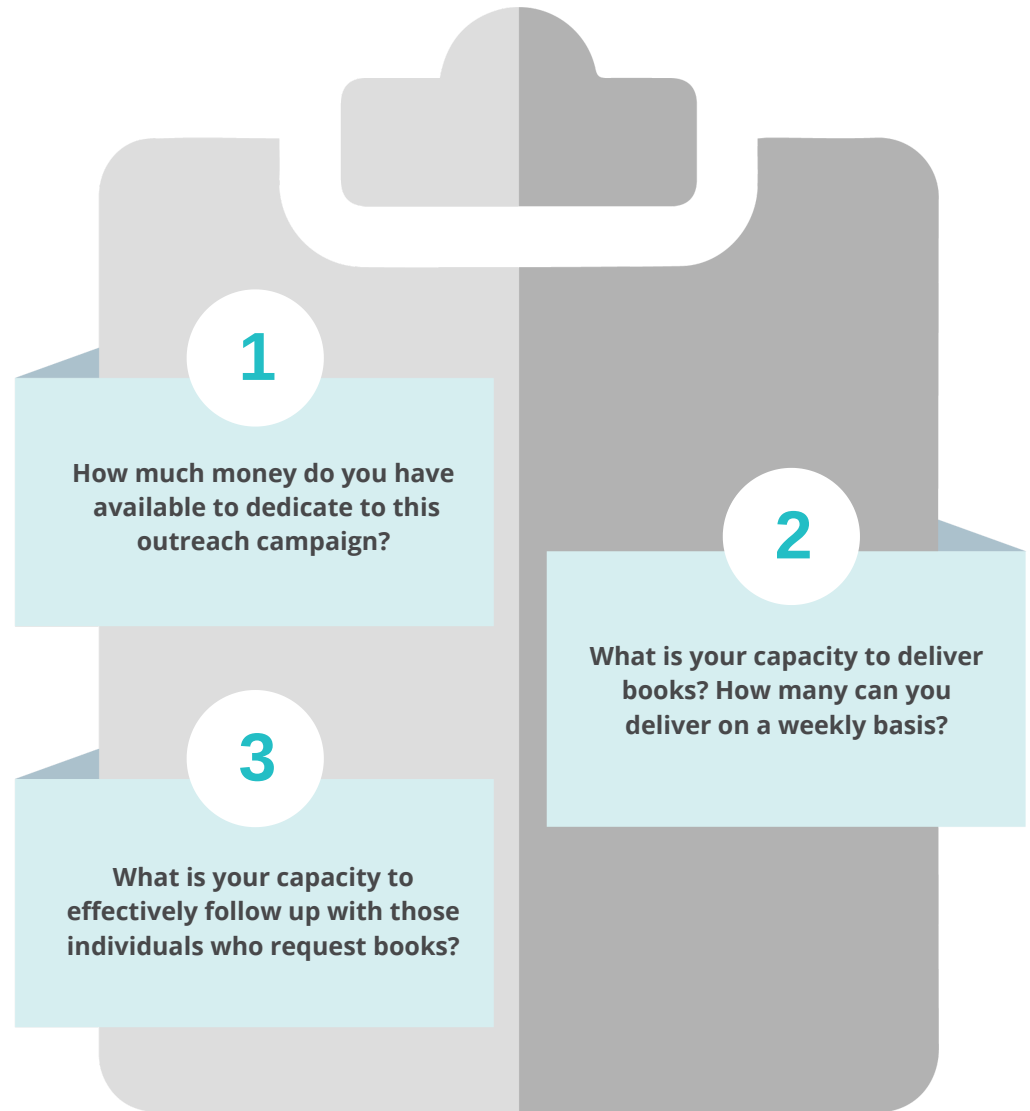 1
How much money do you have
available to dedicate to this
outreach campaign?
2
What is your capacity to deliver
books? How many can you
deliver on a weekly basis?
3
What is your capacity to
effectively follow up with those
individuals who request books?